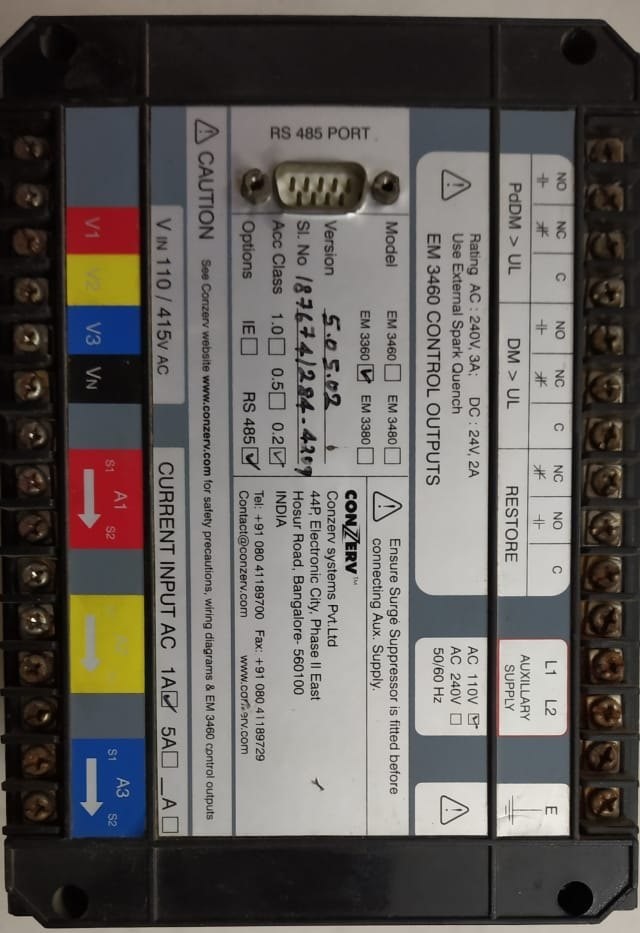 NO NC C NO NC C NC NO C
PdDM > UL DM > UL RESTORE
L1 L2
AUXILLARY
SUPPLY
E
Rating AC : 240V, 3A; DC : 24V, 2A
Use External Spark Quench
EM 3460 CONTROL OUTPUTS
AC 110V
AC 240V
50/60 Hz
RS 485 PORT
Model EM 3460 EM 3480
EM 3360 EM 3380
Version 5.05.02
Sl. No 187674/284-4209
Acc Class 1.0 0.5 0.2
Options IE RS 485
Ensure Surge Suppressor is fitted before
connecting Aux. Supply.
CONZERV™
Conzerv systems Pvt.Ltd
44P, Electronic City, Phase II East
Hosur Road, Bangalore- 560100
INDIA
Tel: +91 080 41189700 Fax: +91 080 41189729
Contact@conzerv.com www.conzerv.com
CAUTION See Conzerv website www.conzerv.com for safety precautions, wiring diagrams & EM 3460 control outputs
V IN 110 / 415V AC CURRENT INPUT AC 1A 5A _A
V1 V2 V3 VN
S1 A1 S2
S1 A3 S2